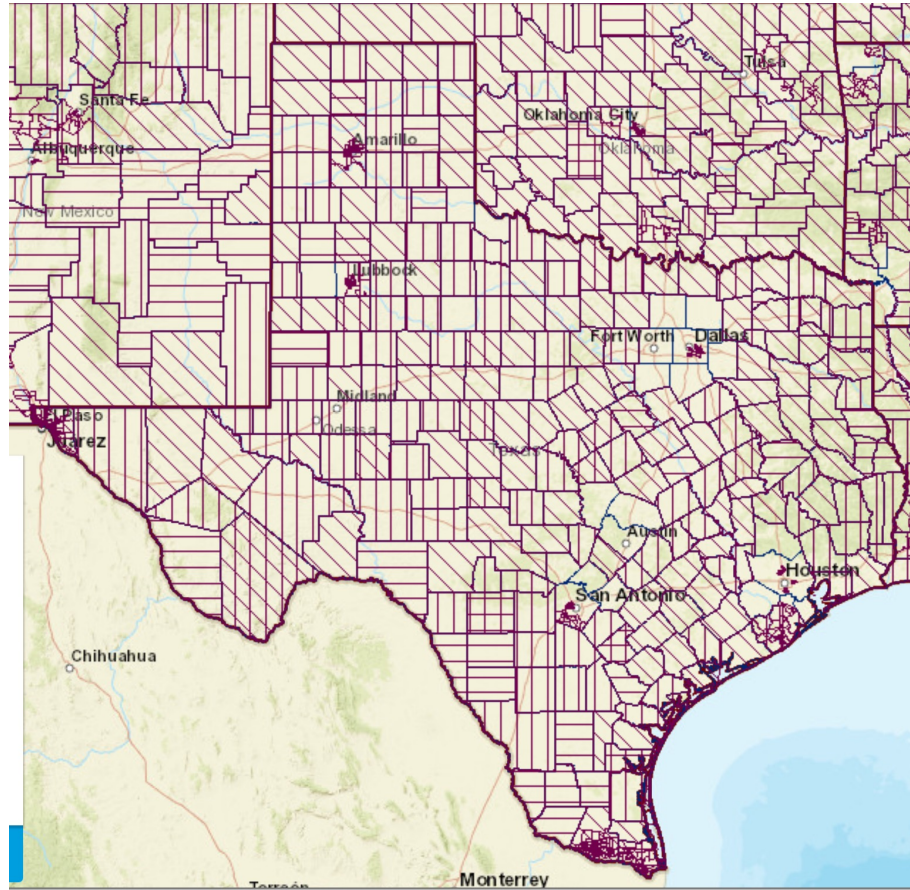 Tulsa
Santa Fe
Oklahoma City
Amarillo
Albuquerque
Oklahoma
New Mexico
Lubbock
Fort Worth
Dallas
Midland
El Paso
Odessa
Juarez
Texas
Austin
Houston
San Antonio
Chihuahua
Monterrey